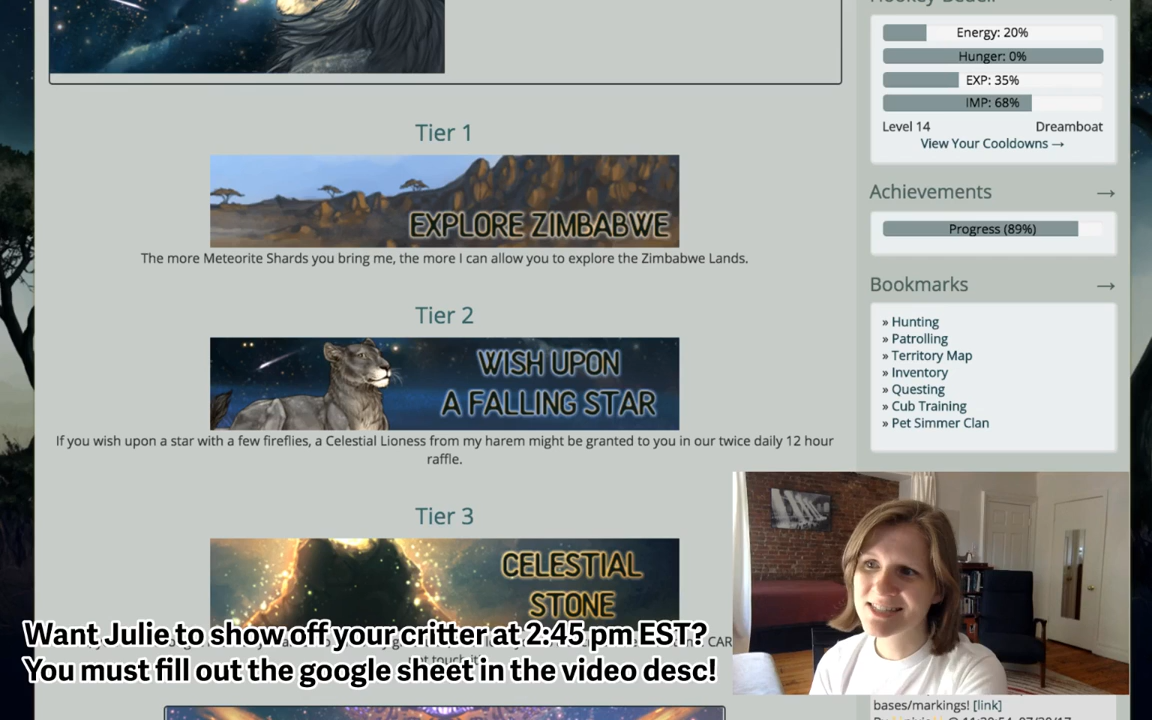 Tier 1
EXPLORE ZIMBABWE
The more Meteorite Shards you bring me, the more I can allow you to explore the Zimbabwe Lands.
Tier 2
WISH UPON
A FALLING STAR
If you wish upon a star with a few fireflies, a Celestial Lioness from my harem might be granted to you in our twice daily 12 hour
raffle.
Tier 3
CELESTIAL
STONE
CAR
Want Julie to show off your critter at 2:45 pm EST?
You must fill out the google sheet in the video desc!
Energy: 20%
Hunger: 0%
EXP: 35%
IMP: 68%
Level 14 Dreamboat
View Your Cooldowns →
Achievements →
Progress (89%)
Bookmarks →
» Hunting
» Patrolling
» Territory Map
» Inventory
» Questing
» Cub Training
» Pet Simmer Clan
bases/markings! [link]